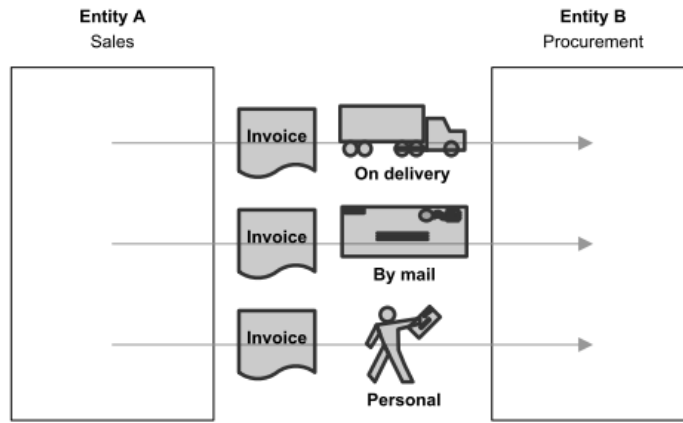 Entity A
Sales
Entity B
Procurement
Invoice
On delivery
Invoice
By mail
Invoice
Personal